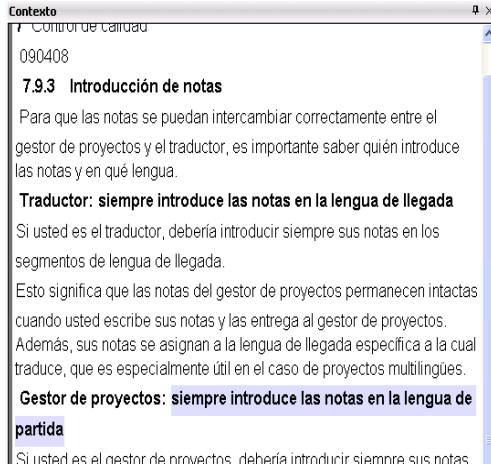 Contexto
7 Control de calidad
090408
7.9.3 Introducción de notas
Para que las notas se puedan intercambiar correctamente entre el
gestor de proyectos y el traductor, es importante saber quién introduce
las notas y en qué lengua.
Traductor: siempre introduce las notas en la lengua de llegada
Si usted es el traductor, debería introducir siempre sus notas en los
segmentos de lengua de llegada.
Esto significa que las notas del gestor de proyectos permanecen intactas
cuando usted escribe sus notas y las entrega al gestor de proyectos.
Además, sus notas se asignan a la lengua de llegada específica a la cual
traduce, que es especialmente útil en el caso de proyectos multilingües.
Gestor de proyectos: siempre introduce las notas en la lengua de
partida
Si usted es el gestor de proyectos, debería introducir siempre sus notas